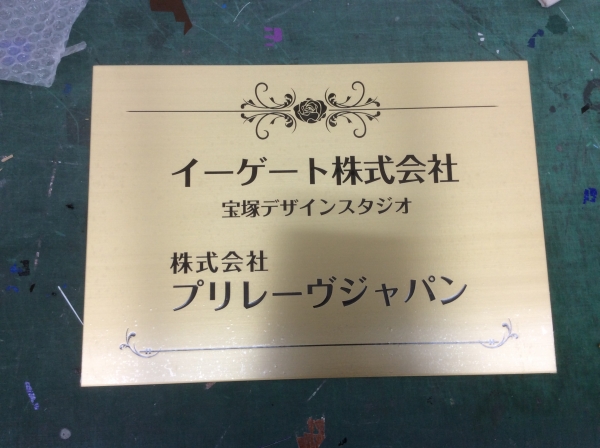 イーゲート株式会社
宝塚デザインスタジオ
株式会社
プリレーヴジャパン